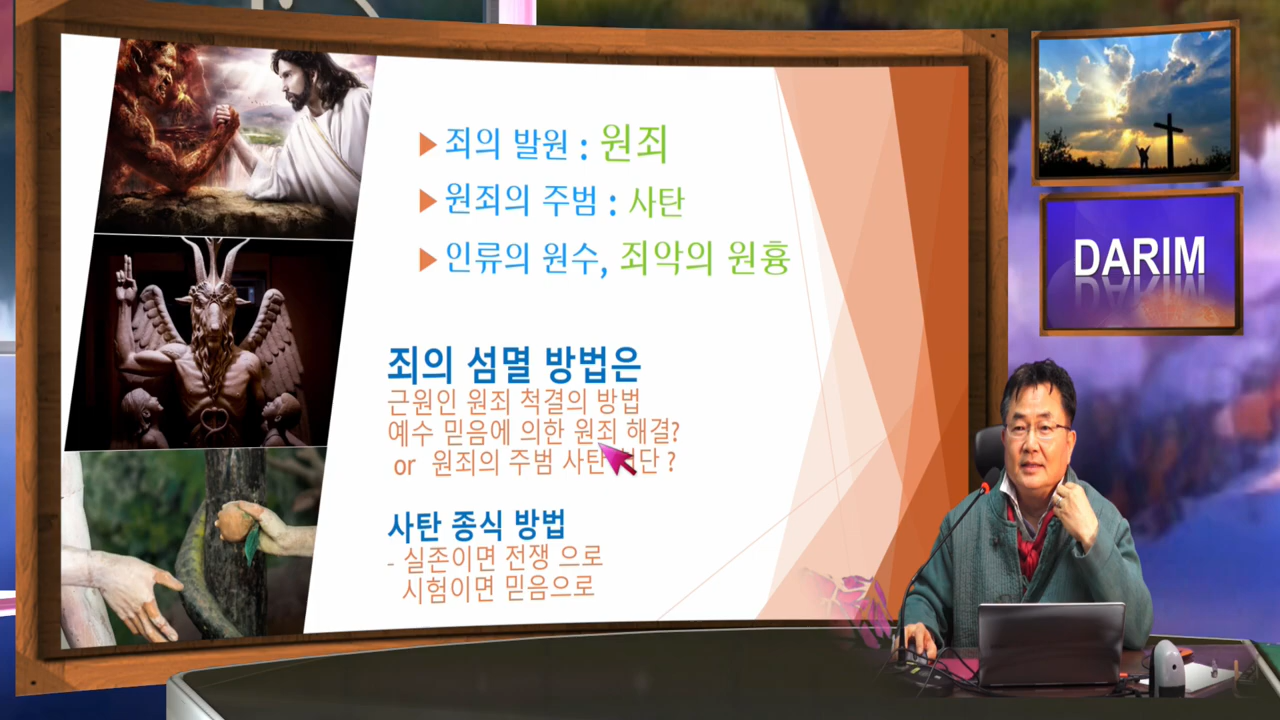 죄의 발원 : 원죄
원죄의 주범 : 사탄
인류의 원수, 죄악의 원흉
죄의 섬멸 방법은
근원인 원죄 척결의 방법
예수 믿음에 의한 원죄 해결?
or 원죄의 주범 사탄 ?
사탄 종식 방법
- 실존이면 전쟁 으로
시험이면 믿음으로
DARIM